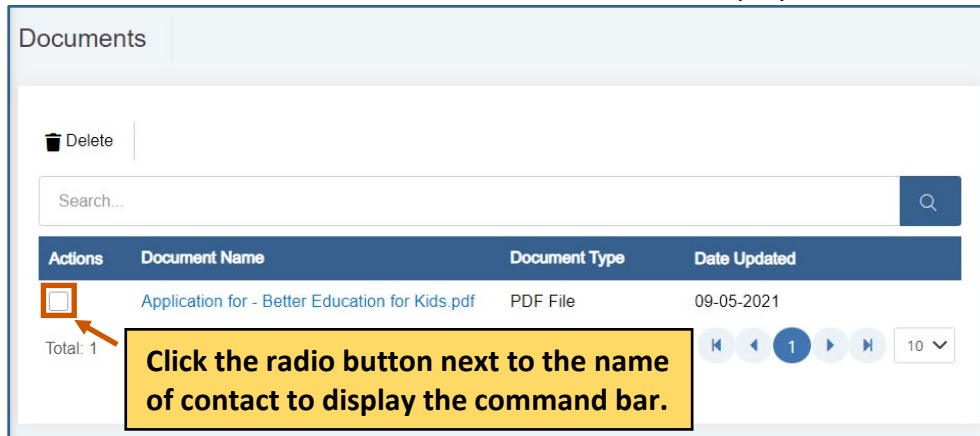 Documents
Delete
Search...
Actions Document Name Document Type Date Updated
Application for - Better Education for Kids.pdf PDF File 09-05-2021
Total: 1 1 10
Click the radio button next to the name
of contact to display the command bar.